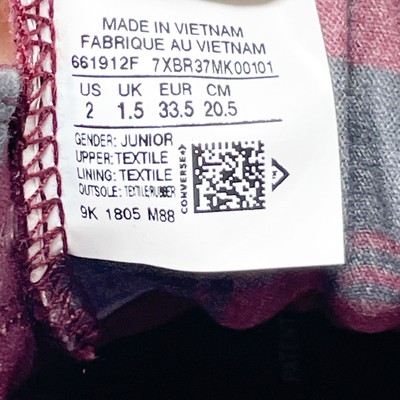 MADE IN VIETNAM
FABRIQUE AU VIETNAM
661912F 7XBR37MK00101
US UK EUR CM
2 1.5 33.5 20.5
GENDER: JUNIOR
UPPER: TEXTILE
LINING: TEXTILE
OUTSOLE: TEXTILE/RUBBER
9K 1805 M88
CONVERSE
TM